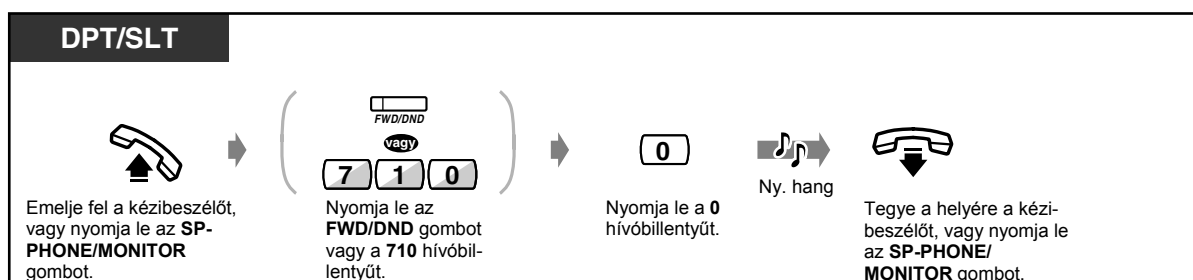 DPT/SLT
FWD/DND
vagy
7 1 0
0
Ny. hang
Emelje fel a kézibeszélőt,
vagy nyomja le az SP-
PHONE/MONITOR
gombot.
Nyomja le az
FWD/DND gombot
vagy a 710 hívóbil-
lentyűt.
Nyomja le a 0
hívóbillentyűt.
Tegye a helyére a kézi-
beszélőt, vagy nyomja le
az SP-PHONE/
MONITOR gombot.